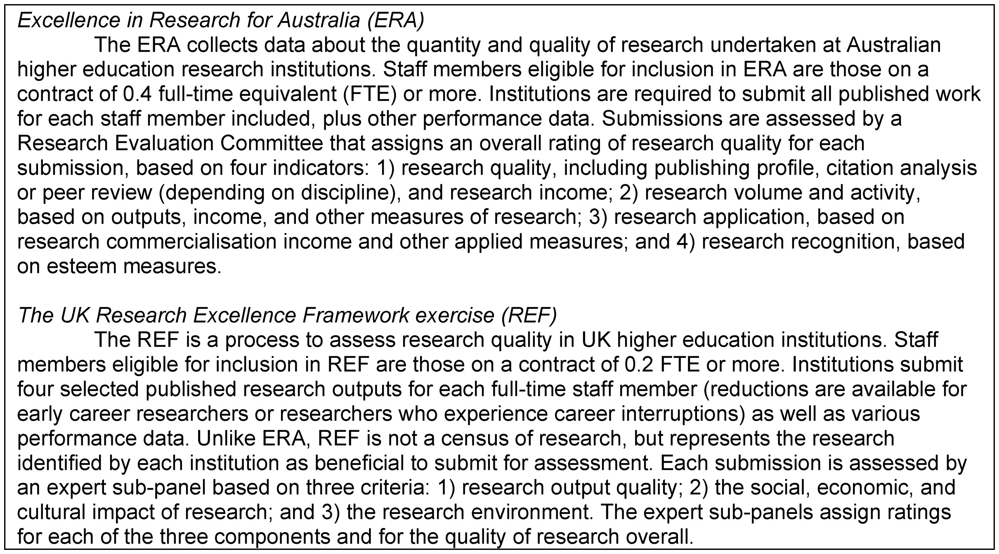 Excellence in Research for Australia (ERA)
The ERA collects data about the quantity and quality of research undertaken at Australian
higher education research institutions. Staff members eligible for inclusion in ERA are those on a
contract of 0.4 full-time equivalent (FTE) or more. Institutions are required to submit all published work
for each staff member included, plus other performance data. Submissions are assessed by a
Research Evaluation Committee that assigns an overall rating of research quality for each
submission, based on four indicators: 1) research quality, including publishing profile, citation analysis
or peer review (depending on discipline), and research income; 2) research volume and activity,
based on outputs, income, and other measures of research; 3) research application, based on
research commercialisation income and other applied measures; and 4) research recognition, based
on esteem measures.
The UK Research Excellence Framework exercise (REF)
The REF is a process to assess research quality in UK higher education institutions. Staff
members eligible for inclusion in REF are those on a contract of 0.2 FTE or more. Institutions submit
four selected published research outputs for each full-time staff member (reductions are available for
early career researchers or researchers who experience career interruptions) as well as various
performance data. Unlike ERA, REF is not a census of research, but represents the research
identified by each institution as beneficial to submit for assessment. Each submission is assessed by
an expert sub-panel based on three criteria: 1) research output quality; 2) the social, economic, and
cultural impact of research; and 3) the research environment. The expert sub-panels assign ratings
for each of the three components and for the quality of research overall.